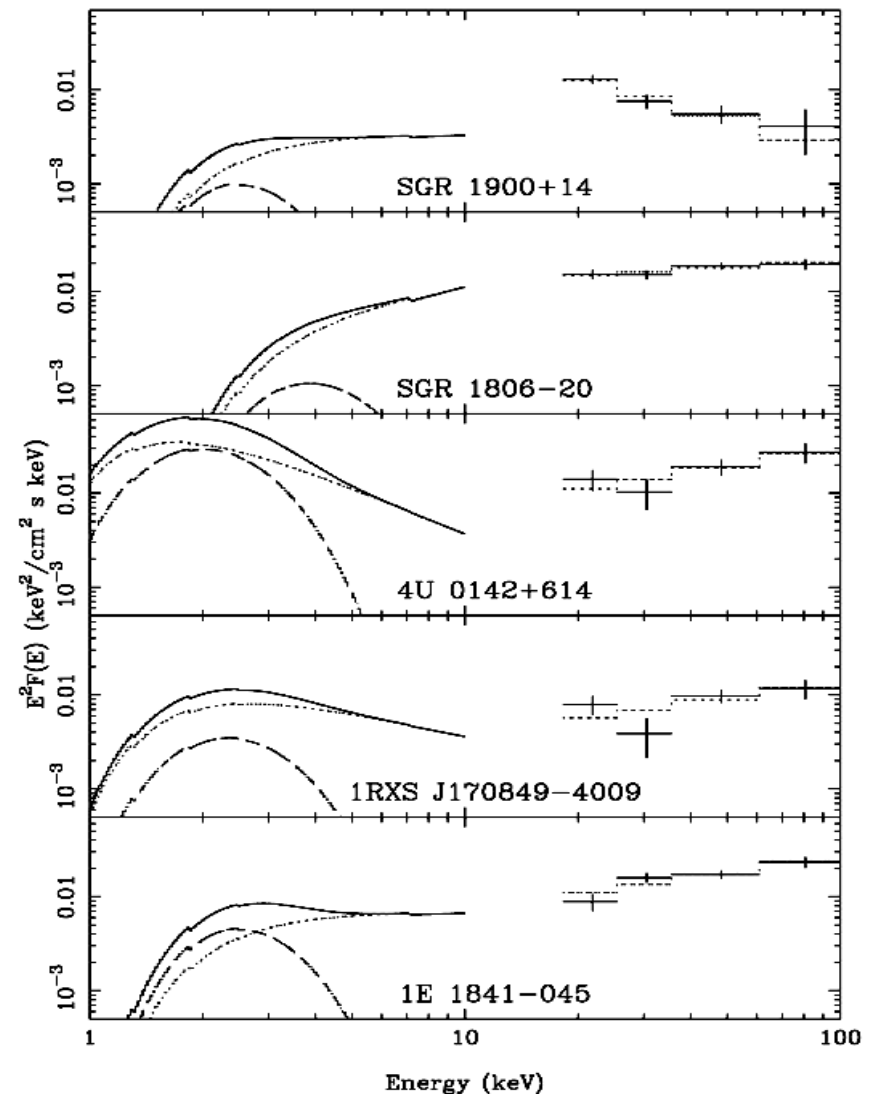 0.01
10⁻³
SGR 1900+14
0.01
10⁻³
SGR 1806−20
0.01
10⁻³
4U 0142+614
E²F(E) (keV²/cm² s keV)
0.01
10⁻³
1RXS J170849−4009
0.01
10⁻³
1E 1841−045
1 10 100
Energy (keV)